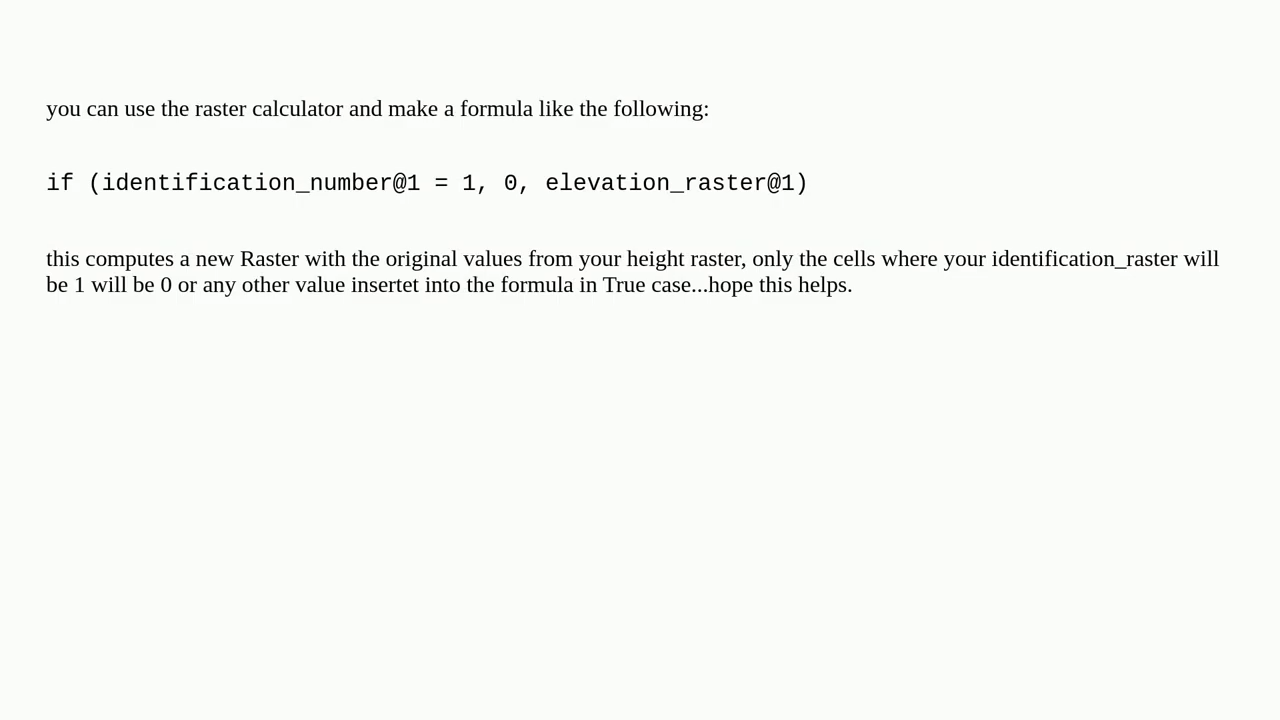 you can use the raster calculator and make a formula like the following:
if (identification_number@1 = 1, 0, elevation_raster@1)
this computes a new Raster with the original values from your height raster, only the cells where your identification_raster will
be 1 will be 0 or any other value insertet into the formula in True case...hope this helps.